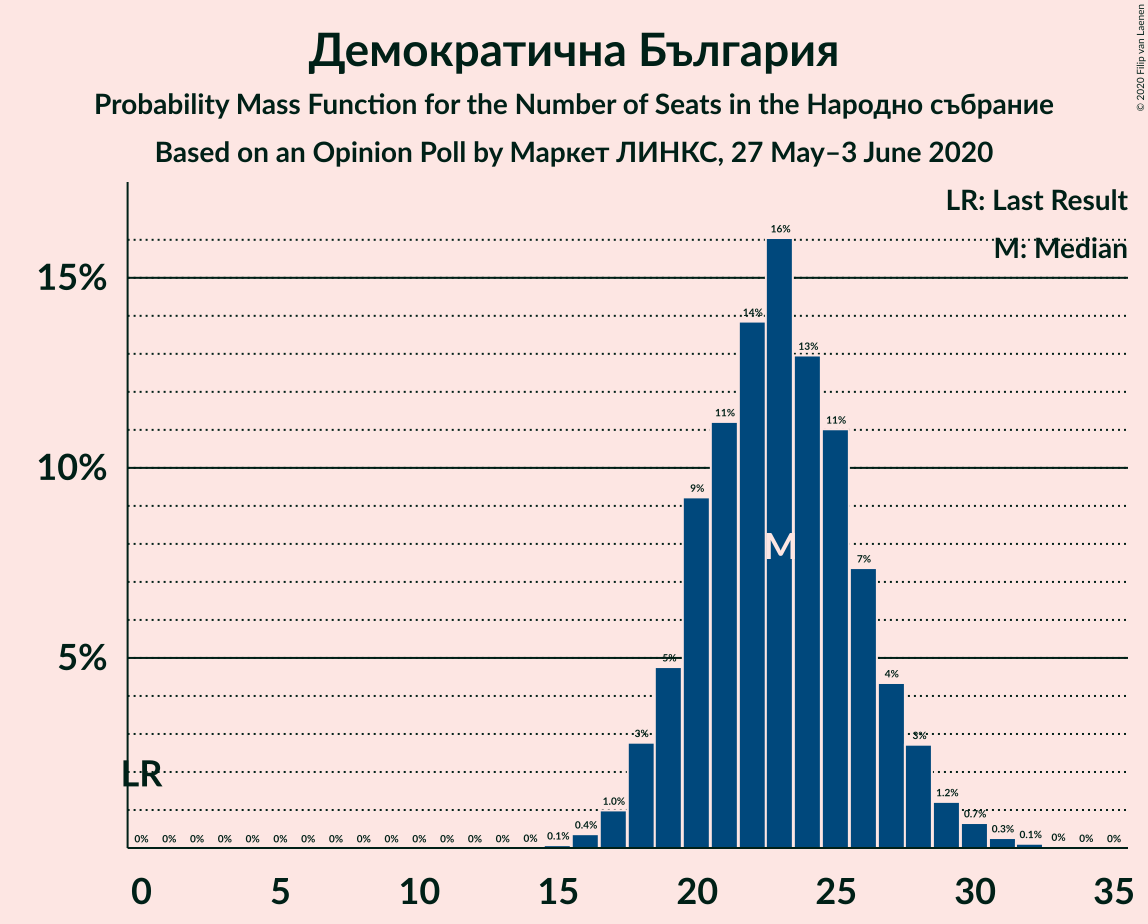 Демократична България
Probability Mass Function for the Number of Seats in the Народно събрание
Based on an Opinion Poll by Маркет ЛИНКС, 27 May–3 June 2020
© 2020 Filip van Laenen
LR: Last Result
M: Median
15%
10%
5%
16%
14%
13%
11%
11%
9%
M
7%
5%
4%
3%
3%
LR
0% 0% 0% 0% 0% 0% 0% 0% 0% 0% 0% 0% 0% 0% 0% 0.1% 0.4% 1.0% 1.2% 0.7% 0.3% 0.1% 0% 0% 0%
0 5 10 15 20 25 30 35